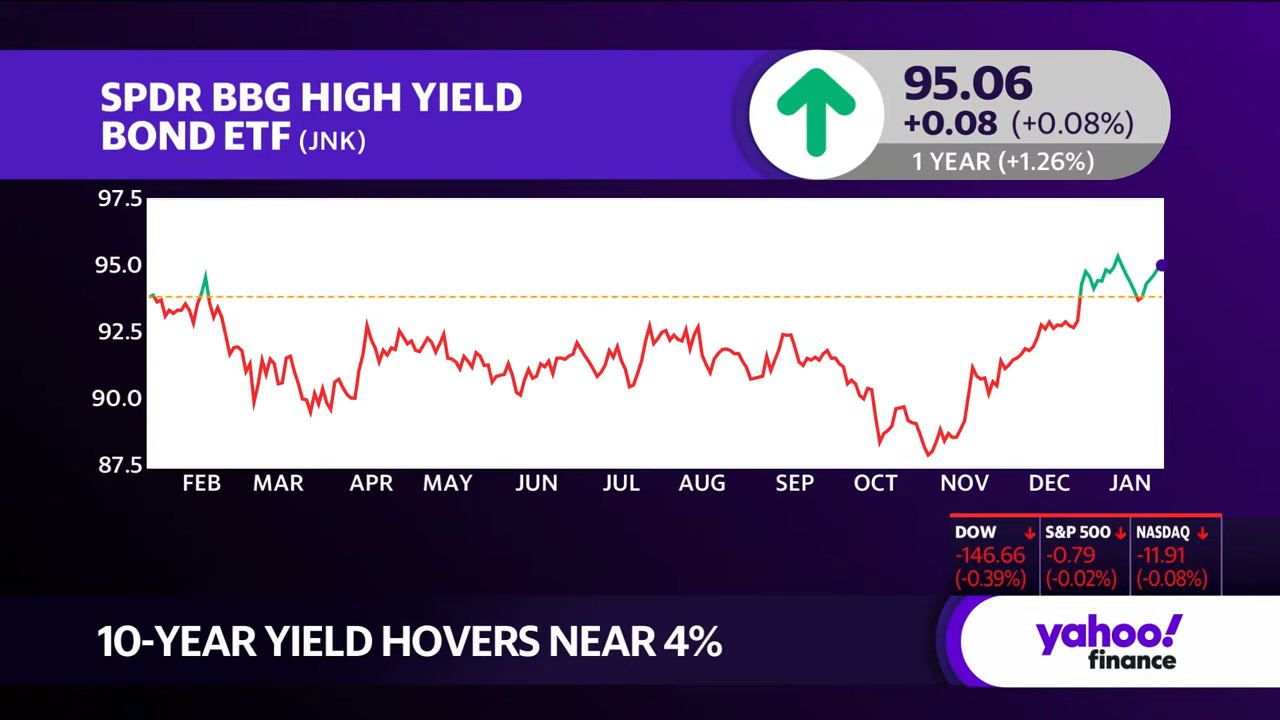 SPDR BBG HIGH YIELD
BOND ETF (JNK)
95.06
+0.08 (+0.08%)
1 YEAR (+1.26%)
97.5
95.0
92.5
90.0
87.5
FEB MAR APR MAY JUN JUL AUG SEP OCT NOV DEC JAN
DOW S&P 500 NASDAQ
-146.66 -0.79 -11.91
(-0.39%) (-0.02%) (-0.08%)
10-YEAR YIELD HOVERS NEAR 4%
yahoo!
finance